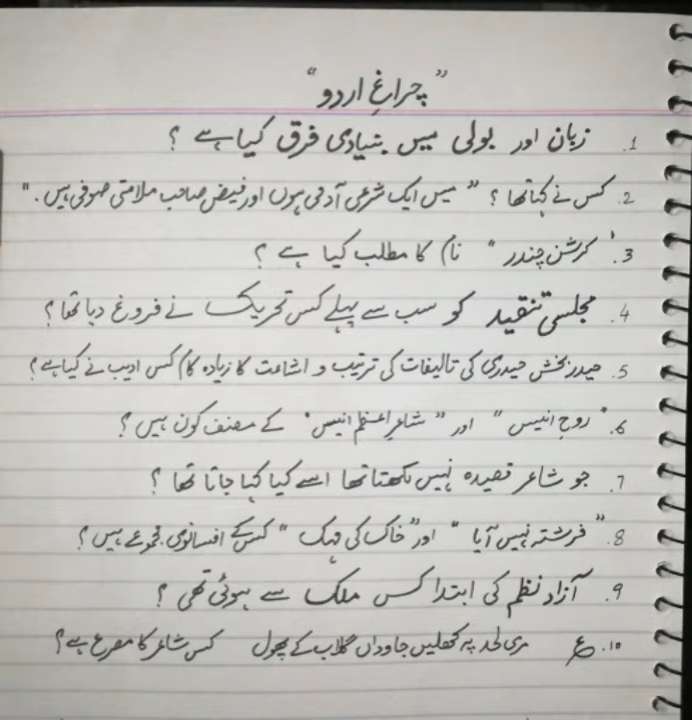 "چراغِ اردو"
1. زبان اور بولی میں بنیادی فرق کیا ہے ؟
2. کس نے کہا تھا ؟ "میں ایک شرعی آدمی ہوں اور فیض صاحب ملامتی صوفی ہیں ."
3. 'کرشن چندر " نام کا مطلب کیا ہے ؟
4. مجلسی تنقید کو سب سے پہلے کس تحریک نے فروغ دیا تھا ؟
5. حیدر بخش حیدری کی تالیفات کی ترتیب و اشاعت کا زیادہ کام کس ادیب نے کیا ہے ؟
6. "روحِ انیس" اور "شاعرِ اعظم انیس" کے مصنف کون ہیں ؟
7. جو شاعر قصیدہ نہیں لکھتا تھا اسے کیا کہا جاتا تھا ؟
8. "فرشتہ نہیں آیا" اور "خاک کی مہک" کس کے افسانوی مجموعے ہیں ؟
9. آزاد نظم کی ابتدا کس ملک سے ہوئی تھی ؟
10. ع مری لحد پہ کھلیں جاوداں گلاب کے پھول کس شاعر کا مصرع ہے ؟